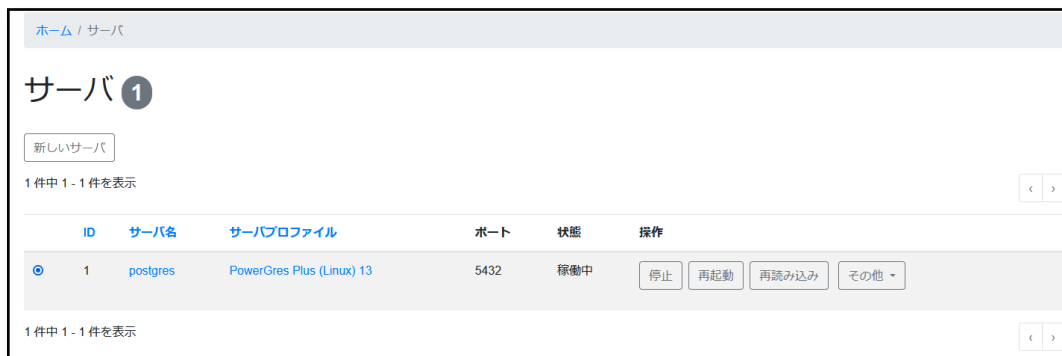 ホーム / サーバ
サーバ 1
新しいサーバ
1 件中 1 - 1 件を表示
‹ ›
ID サーバ名 サーバプロファイル ポート 状態 操作
1 postgres PowerGres Plus (Linux) 13 5432 稼働中 停止 再起動 再読み込み その他
1 件中 1 - 1 件を表示
‹ ›